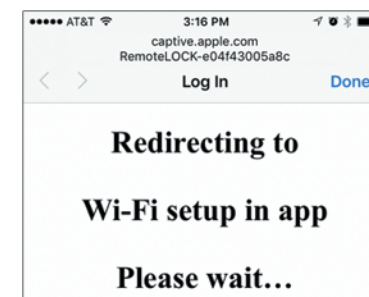 AT&T 3:16 PM
captive.apple.com
RemoteLOCK-e04f43005a8c
Log In Done
Redirecting to
Wi-Fi setup in app
Please wait...